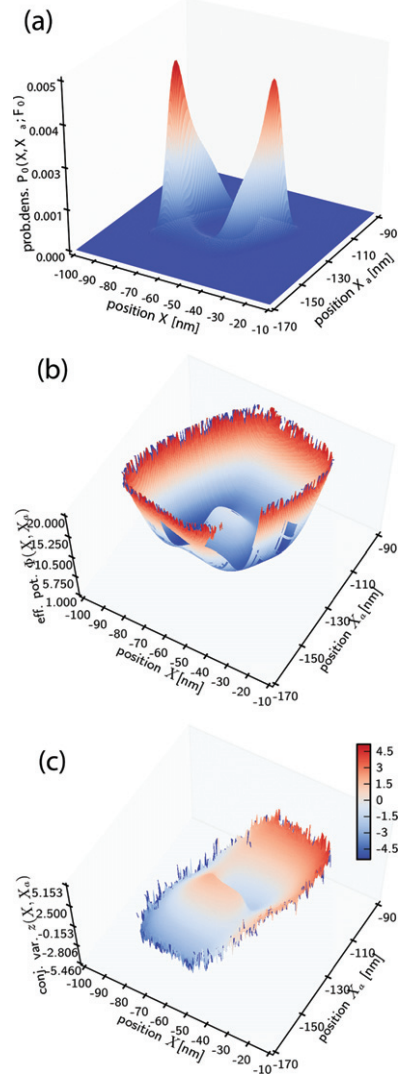 (a)
0.005
0.004
0.003
0.001
0.000
prob.dens. P₀(X,X a;F₀)
-100 -90 -80 -70 -60 -50 -40 -30 -20 -10
position X [nm]
-170 -150 -130 -110 -90
position X a [nm]
(b)
20.000
15.250
10.500
5.750
1.000
eff. pot. Φ(X, Xa)
-100 -90 -80 -70 -60 -50 -40 -30 -20 -10
position X [nm]
-170 -150 -130 -110 -90
position Xa [nm]
(c)
4.5
3
1.5
0
-1.5
-3
-4.5
5.153
2.500
-0.153
-2.806
-5.460
conj. var. z(X, Xa)
-100 -90 -80 -70 -60 -50 -40 -30 -20 -10
position X [nm]
-170 -150 -130 -110 -90
position Xa [nm]